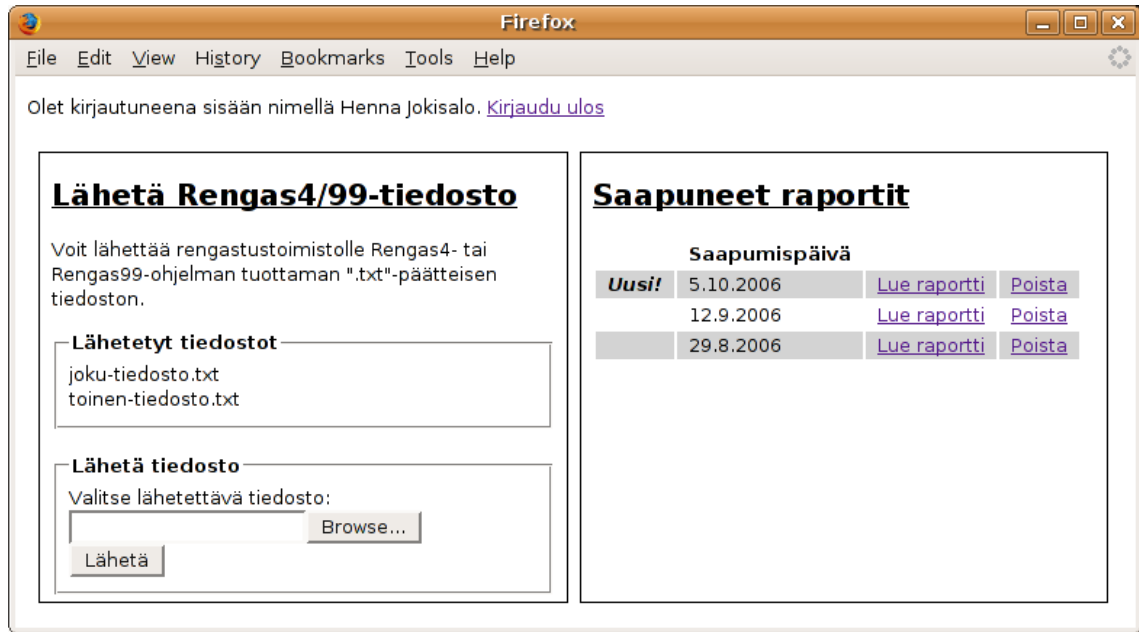 Firefox
File Edit View History Bookmarks Tools Help
Olet kirjautuneena sisään nimellä Henna Jokisalo. Kirjaudu ulos
Lähetä Rengas4/99-tiedosto
Voit lähettää rengastustoimistolle Rengas4- tai
Rengas99-ohjelman tuottaman ".txt"-päätteisen
tiedoston.
Lähetetyt tiedostot
joku-tiedosto.txt
toinen-tiedosto.txt
Lähetä tiedosto
Valitse lähetettävä tiedosto:
Browse...
Lähetä
Saapuneet raportit
Saapumispäivä
Uusi! 5.10.2006 Lue raportti Poista
12.9.2006 Lue raportti Poista
29.8.2006 Lue raportti Poista